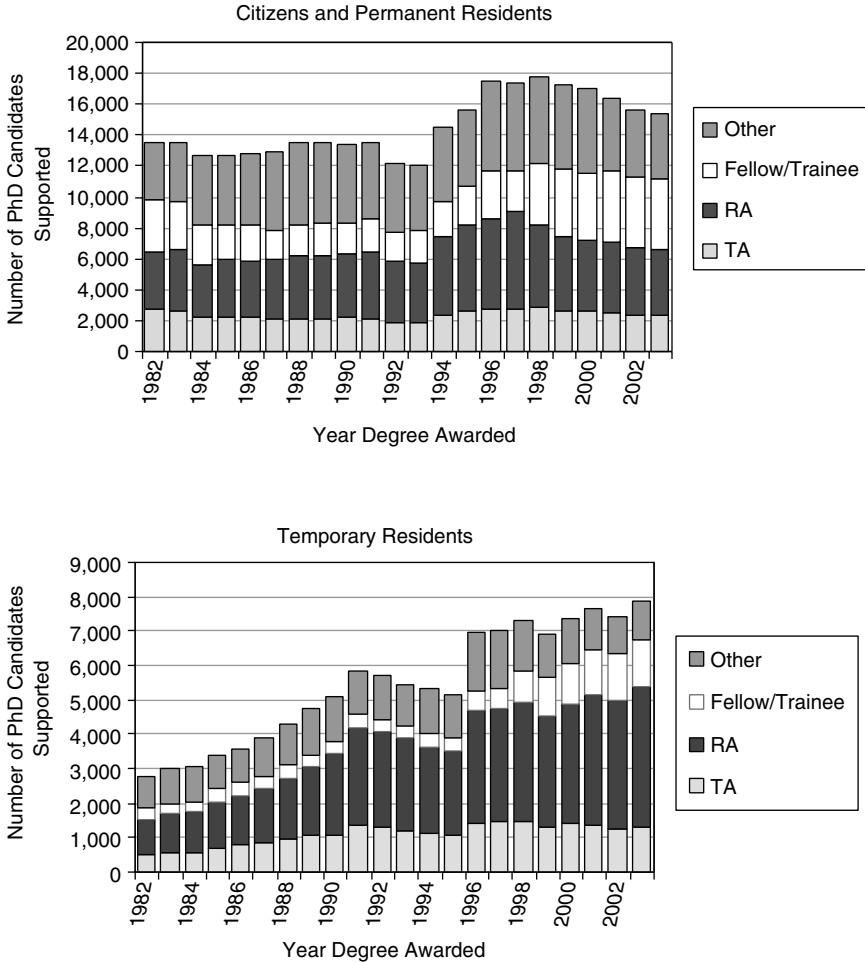 Citizens and Permanent Residents
Number of PhD Candidates
Supported
20,000
18,000
16,000
14,000
12,000
10,000
8,000
6,000
4,000
2,000
0
1982
1984
1986
1988
1990
1992
1994
1996
1998
2000
2002
Year Degree Awarded
Other
Fellow/Trainee
RA
TA
Temporary Residents
Number of PhD Candidates
Supported
9,000
8,000
7,000
6,000
5,000
4,000
3,000
2,000
1,000
0
1982
1984
1986
1988
1990
1992
1994
1996
1998
2000
2002
Year Degree Awarded
Other
Fellow/Trainee
RA
TA